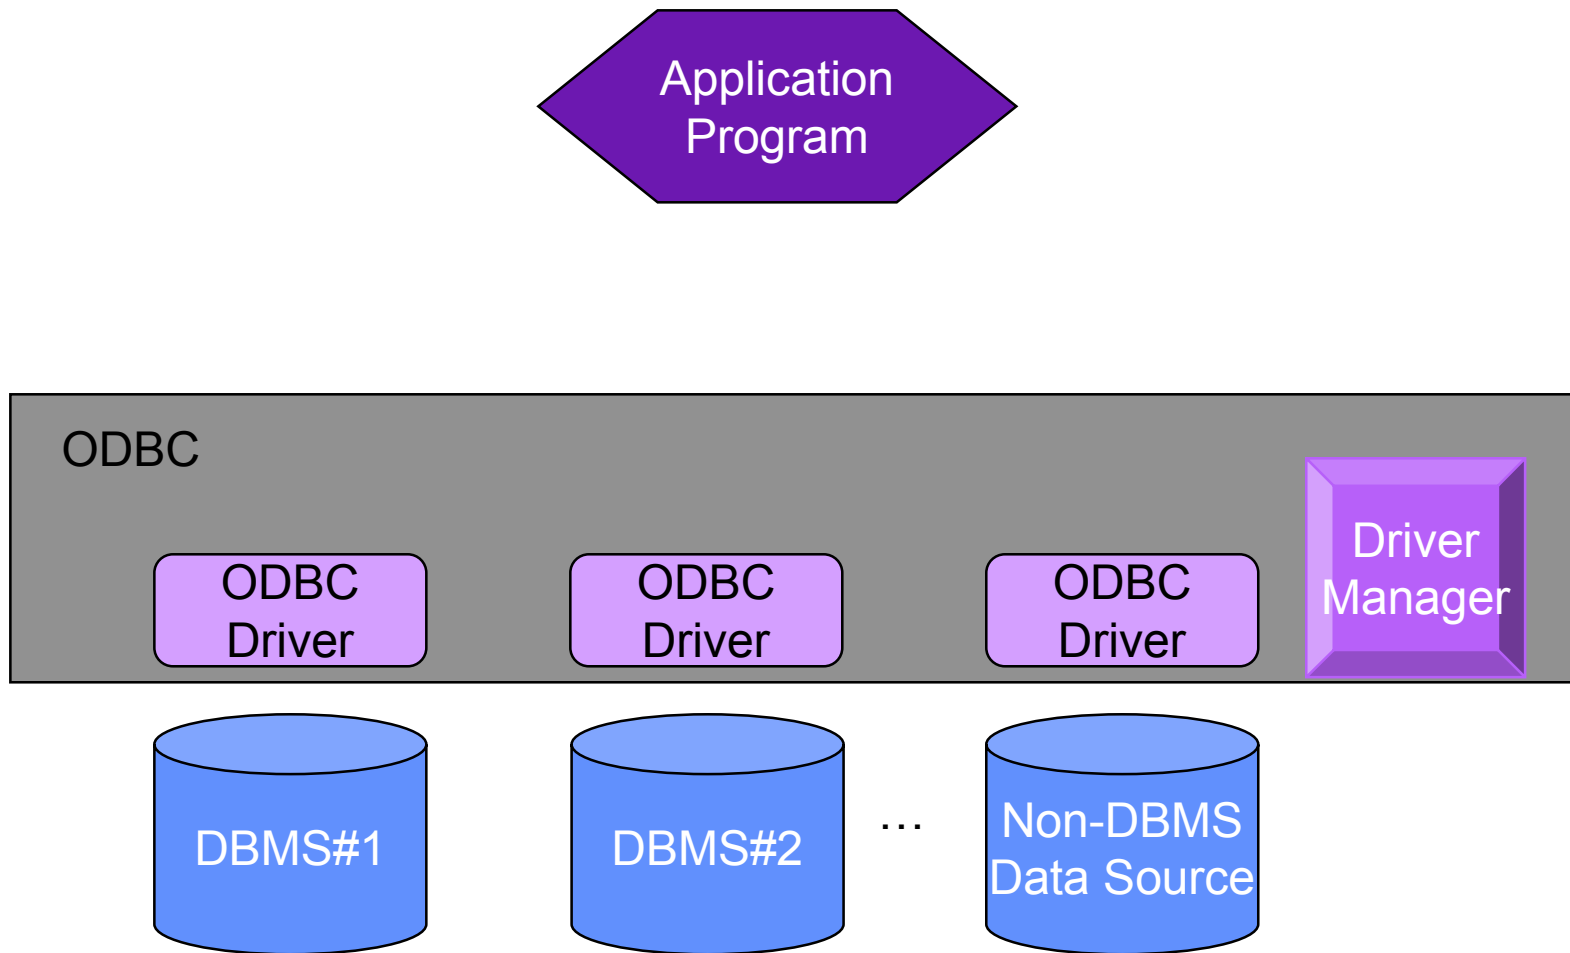 Application
Program
ODBC
Driver
Manager
ODBC
Driver
ODBC
Driver
ODBC
Driver
DBMS#1
DBMS#2
…
Non-DBMS
Data Source